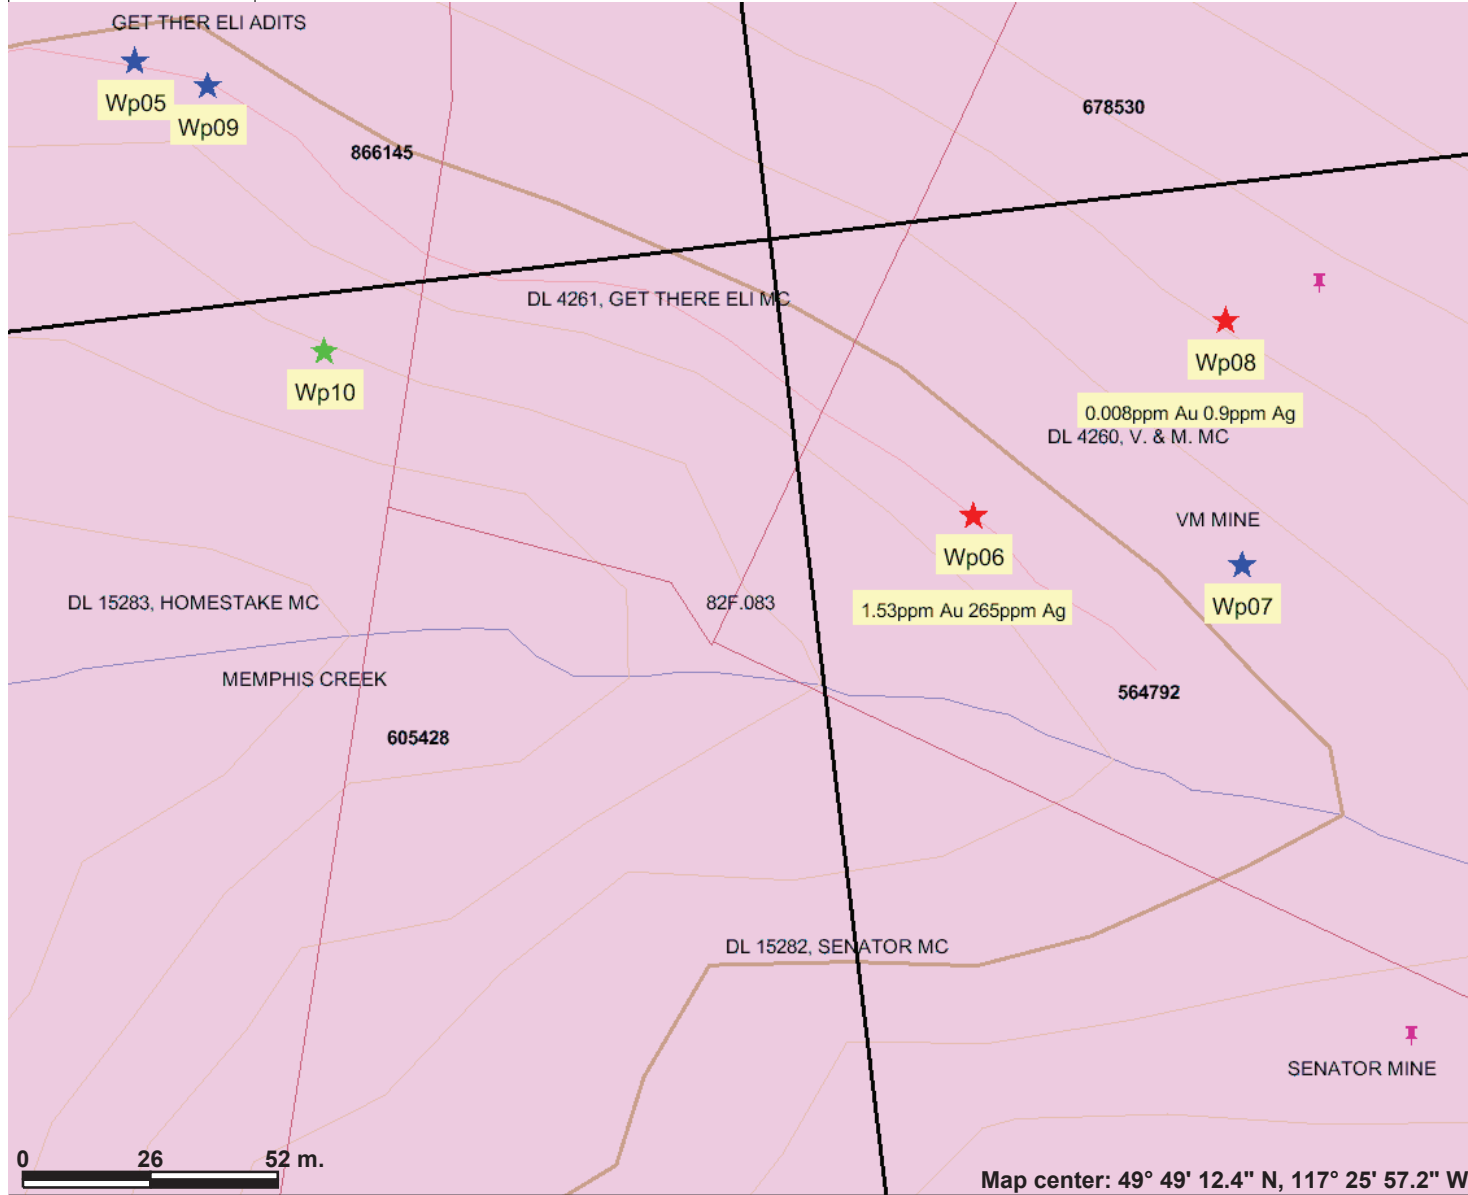 GET THER ELI ADITS
Wp05
Wp09
678530
866145
DL 4261, GET THERE ELI MC
Wp08
Wp10
0.008ppm Au 0.9ppm Ag
DL 4260, V. & M. MC
VM MINE
Wp06
DL 15283, HOMESTAKE MC
82F.083
1.53ppm Au 265ppm Ag
Wp07
MEMPHIS CREEK
564792
605428
DL 15282, SENATOR MC
SENATOR MINE
0 26 52 m.
Map center: 49° 49' 12.4" N, 117° 25' 57.2" W